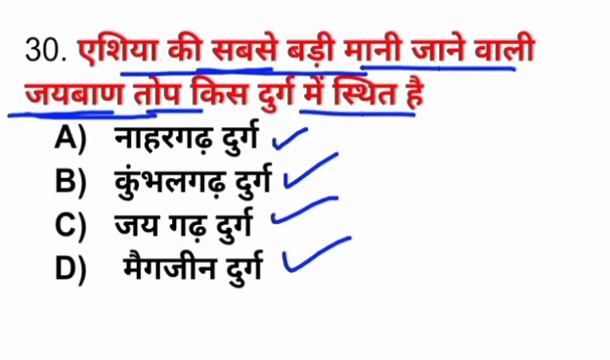 30. एशिया की सबसे बड़ी मानी जाने वाली
जयबाण तोप किस दुर्ग में स्थित है
A) नाहरगढ़ दुर्ग
B) कुंभलगढ़ दुर्ग
C) जय गढ़ दुर्ग
D) मैगजीन दुर्ग